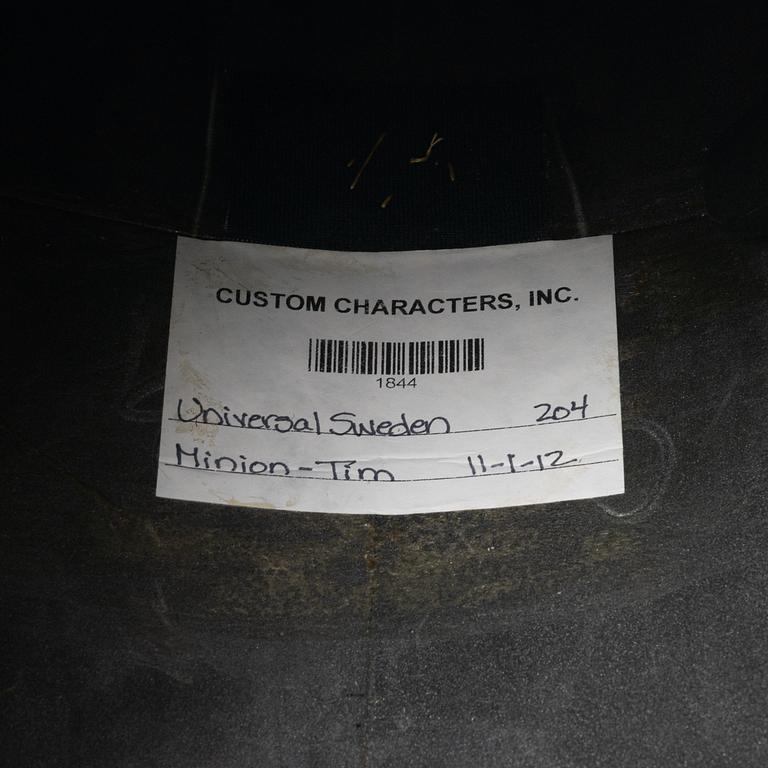 CUSTOM CHARACTERS, INC.
1844
Universal Sweden 204
Minion-Tim 11-1-12